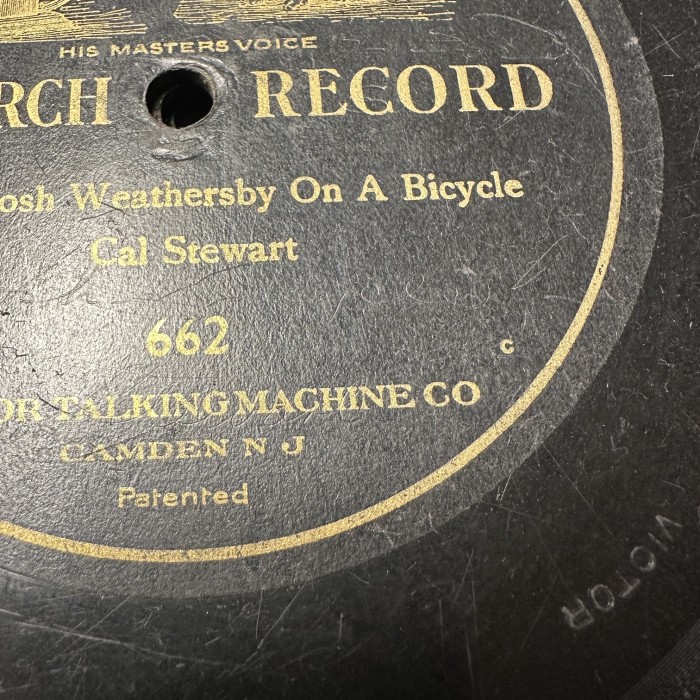 HIS MASTERS VOICE
RCH RECORD
osh Weathersby On A Bicycle
Cal Stewart
662
C
OR TALKING MACHINE CO
CAMDEN N J
Patented
VICTOR